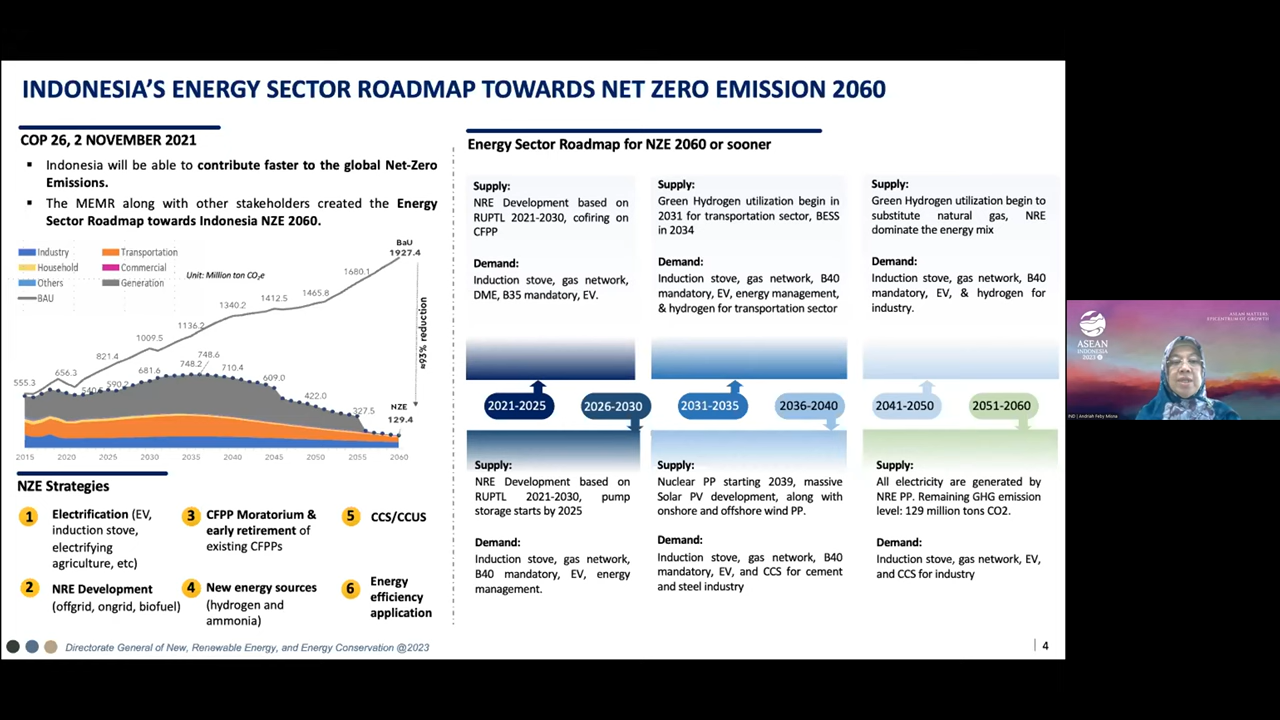 INDONESIA'S ENERGY SECTOR ROADMAP TOWARDS NET ZERO EMISSION 2060
COP 26, 2 NOVEMBER 2021
Indonesia will be able to contribute faster to the global Net-Zero
Emissions.
The MEMR along with other stakeholders created the Energy
Sector Roadmap towards Indonesia NZE 2060.
Industry
Transportation
Household
Commercial
Others
Generation
BAU
Unit: Million ton CO2e
BaU
1927.4
1680.1
1465.8
1412.5
1340.2
1136.2
1009.5
821.4
656.3
555.3
540.6
590.2
681.6
748.2
748.6
710.4
609.0
422.0
327.5
NZE
129.4
≈93% reduction
2015
2020
2025
2030
2035
2040
2045
2050
2055
2060
NZE Strategies
1
Electrification (EV,
induction stove,
electrifying
agriculture, etc)
2
NRE Development
(offgrid, ongrid, biofuel)
3
CFPP Moratorium &
early retirement of
existing CFPPs
4
New energy sources
(hydrogen and
ammonia)
5
CCS/CCUS
6
Energy
efficiency
application
Energy Sector Roadmap for NZE 2060 or sooner
Supply:
NRE Development based on
RUPTL 2021-2030, cofiring on
CFPP
Demand:
Induction stove, gas network,
DME, B35 mandatory, EV.
Supply:
Green Hydrogen utilization begin in
2031 for transportation sector, BESS
in 2034
Demand:
Induction stove, gas network, B40
mandatory, EV, energy management,
& hydrogen for transportation sector
Supply:
Green Hydrogen utilization begin to
substitute natural gas, NRE
dominate the energy mix
Demand:
Induction stove, gas network, B40
mandatory, EV, & hydrogen for
industry.
2021-2025
2026-2030
2031-2035
2036-2040
2041-2050
2051-2060
Supply:
NRE Development based on
RUPTL 2021-2030, pump
storage starts by 2025
Demand:
Induction stove, gas network,
B40 mandatory, EV, energy
management.
Supply:
Nuclear PP starting 2039, massive
Solar PV development, along with
onshore and offshore wind PP.
Demand:
Induction stove, gas network, B40
mandatory, EV, and CCS for cement
and steel industry
Supply:
All electricity are generated by
NRE PP. Remaining GHG emission
level: 129 million tons CO2.
Demand:
Induction stove, gas network, EV,
and CCS for industry
Directorate General of New, Renewable Energy, and Energy Conservation @2023
4
ASEAN
INDONESIA
2023
ASEAN MATTERS:
EPICENTRUM OF GROWTH
IND | Andriah Feby Misna